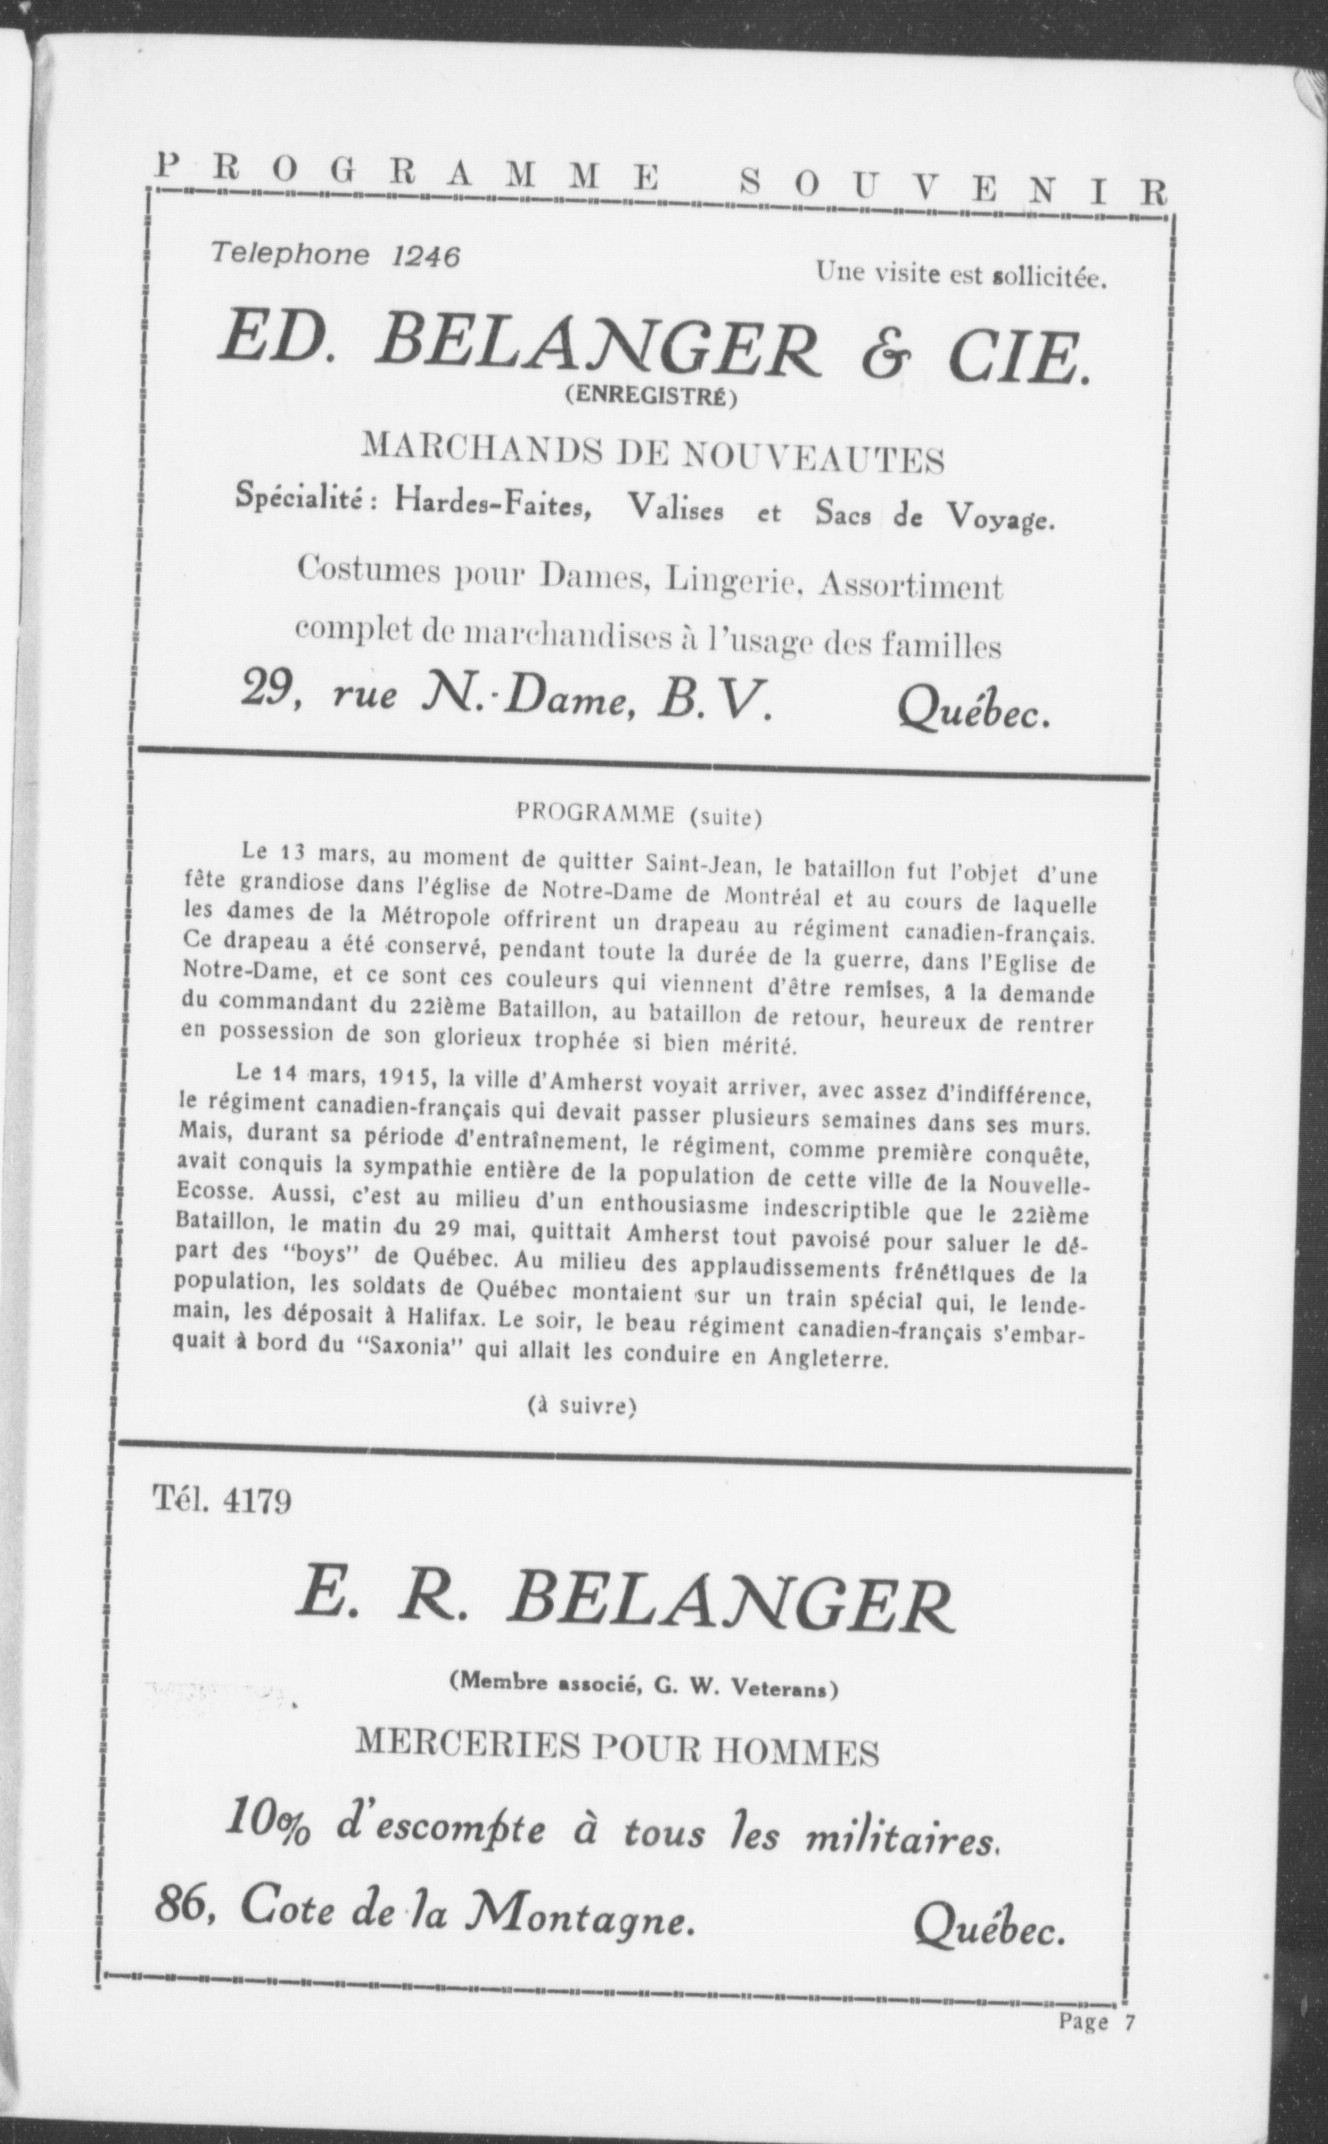 PROGRAMME SOUVENIR
Telephone 1246
Une visite est sollicitée.
ED. BELANGER & CIE.
(ENREGISTRÉ)
MARCHANDS DE NOUVEAUTES
Spécialité : Hardes-Faites, Valises et Sacs de Voyage.
Costumes pour Dames, Lingerie, Assortiment
complet de marchandises à l'usage des familles
29, rue N.-Dame, B. V. Québec.
PROGRAMME (suite)
Le 13 mars, au moment de quitter Saint-Jean, le bataillon fut l'objet d'une
fête grandiose dans l'église de Notre-Dame de Montréal et au cours de laquelle
les dames de la Métropole offrirent un drapeau au régiment canadien-français.
Ce drapeau a été conservé, pendant toute la durée de la guerre, dans l'Eglise de
Notre-Dame, et ce sont ces couleurs qui viennent d'être remises, à la demande
du commandant du 22ième Bataillon, au bataillon de retour, heureux de rentrer
en possession de son glorieux trophée si bien mérité.
Le 14 mars, 1915, la ville d'Amherst voyait arriver, avec assez d'indifférence,
le régiment canadien-français qui devait passer plusieurs semaines dans ses murs.
Mais, durant sa période d'entraînement, le régiment, comme première conquête,
avait conquis la sympathie entière de la population de cette ville de la Nouvelle-
Ecosse. Aussi, c'est au milieu d'un enthousiasme indescriptible que le 22ième
Bataillon, le matin du 29 mai, quittait Amherst tout pavoisé pour saluer le dé-
part des "boys" de Québec. Au milieu des applaudissements frénétiques de la
population, les soldats de Québec montaient sur un train spécial qui, le lende-
main, les déposait à Halifax. Le soir, le beau régiment canadien-français s'embar-
quait à bord du "Saxonia" qui allait les conduire en Angleterre.
(à suivre)
Tél. 4179
E. R. BELANGER
(Membre associé, G. W. Veterans)
MERCERIES POUR HOMMES
10% d'escompte à tous les militaires.
86, Cote de la Montagne. Québec.
Page 7